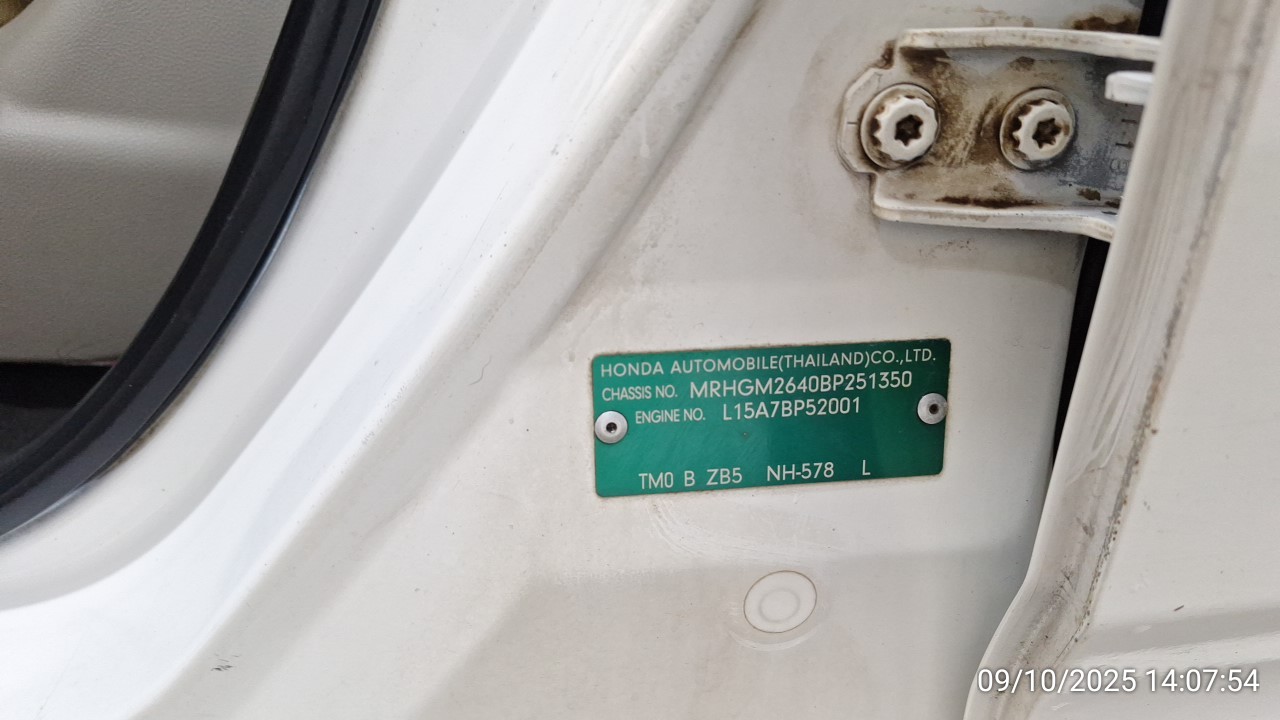 HONDA AUTOMOBILE(THAILAND)CO.,LTD.
CHASSIS NO. MRHGM2640BP251350
ENGINE NO. L15A7BP52001
TM0 B ZB5 NH-578 L
09/10/2025 14:07:54